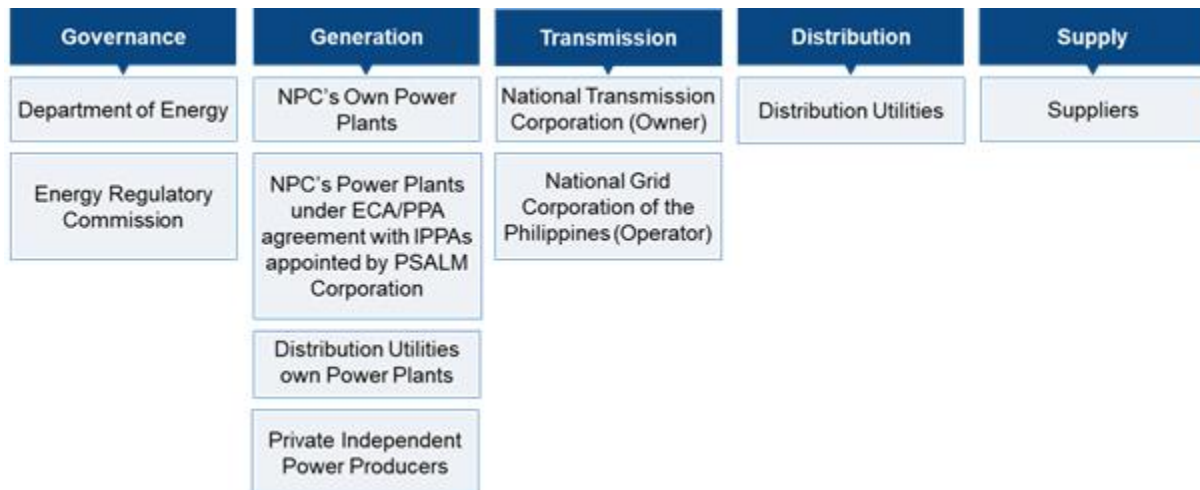 Governance
Department of Energy
Energy Regulatory
Commission
Generation
NPC's Own Power
Plants
NPC's Power Plants
under ECA/PPA
agreement with IPPAs
appointed by PSALM
Corporation
Distribution Utilities
own Power Plants
Private Independent
Power Producers
Transmission
National Transmission
Corporation (Owner)
National Grid
Corporation of the
Philippines (Operator)
Distribution
Distribution Utilities
Supply
Suppliers